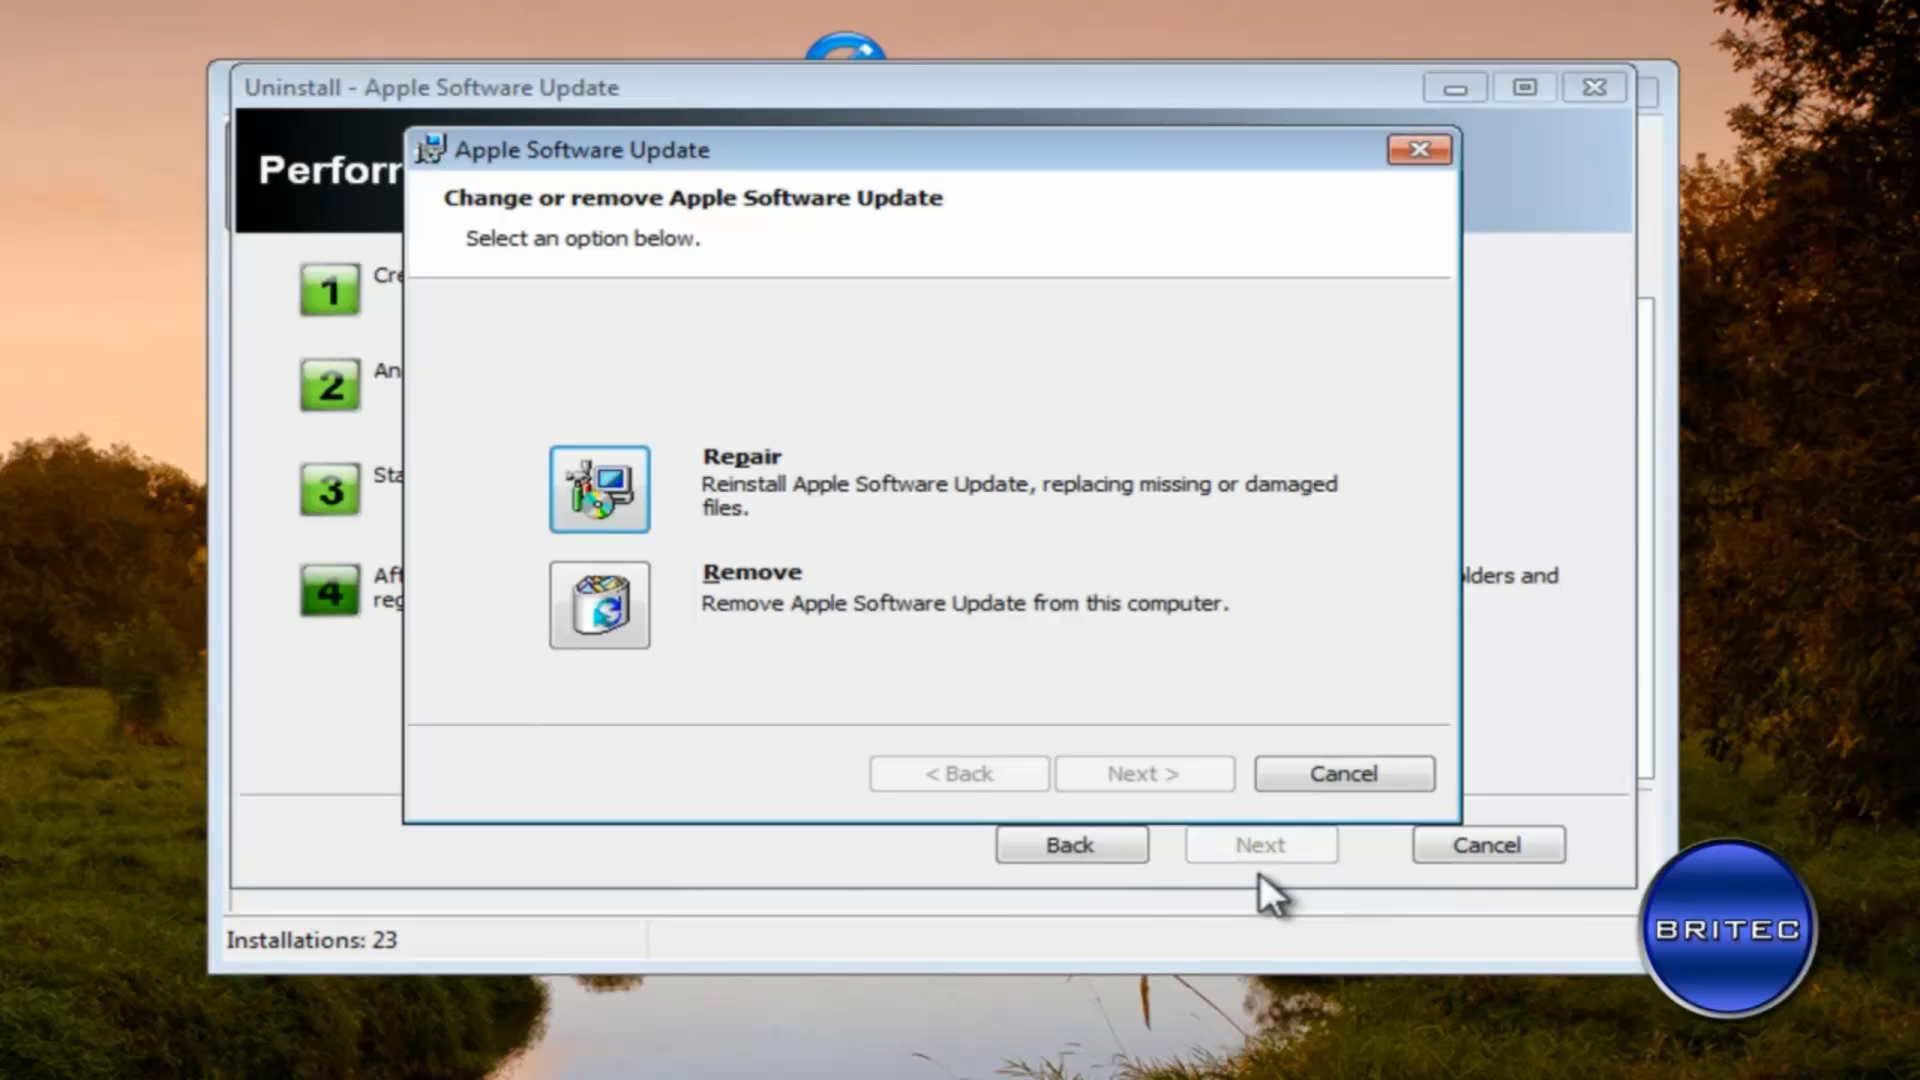 Uninstall - Apple Software Update
Perforr
Apple Software Update
Change or remove Apple Software Update
Select an option below.
1
Cre
2
An
3
Sta
4
Aft
reg
Repair
Reinstall Apple Software Update, replacing missing or damaged
files.
Remove
Remove Apple Software Update from this computer.
lders and
< Back
Next >
Cancel
Back
Next
Cancel
Installations: 23
BRITEC